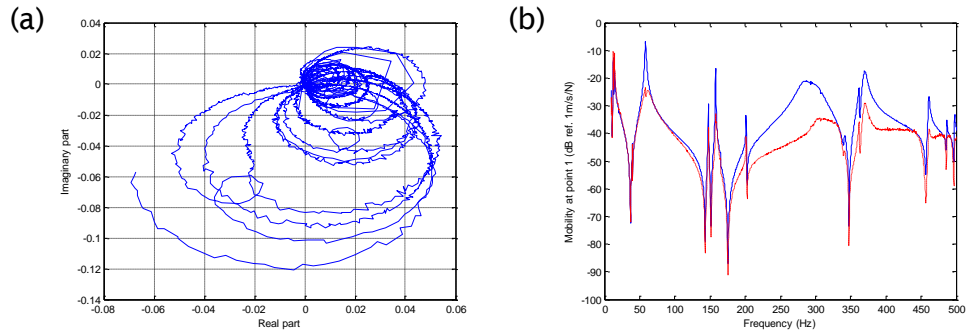 (a)
0.04
0.02
0
-0.02
-0.04
-0.06
-0.08
-0.1
-0.12
-0.14
Imaginary part
-0.08 -0.06 -0.04 -0.02 0 0.02 0.04 0.06
Real part
(b)
0
-10
-20
-30
-40
-50
-60
-70
-80
-90
-100
Mobility at point 1 (dB ref. 1m/s/N)
0 50 100 150 200 250 300 350 400 450 500
Frequency (Hz)